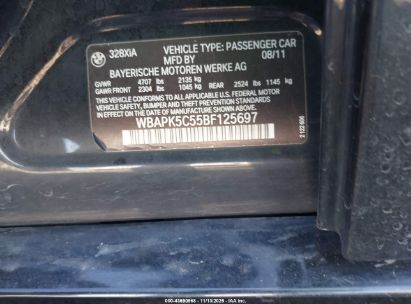 328XiA VEHICLE TYPE: PASSENGER CAR
MFD BY 08/11
BAYERISCHE MOTOREN WERKE AG
GVWR 4707 lbs 2135 kg
GAWR FRONT 2304 lbs 1045 kg REAR 2524 lbs 1145 kg
THIS VEHICLE CONFORMS TO ALL APPLICABLE U.S. FEDERAL MOTOR
VEHICLE SAFETY, BUMPER AND THEFT PREVENTION STANDARDS IN
EFFECT ON THE DATE OF MANUFACTURE SHOWN ABOVE.
WBAPK5C55BF125697